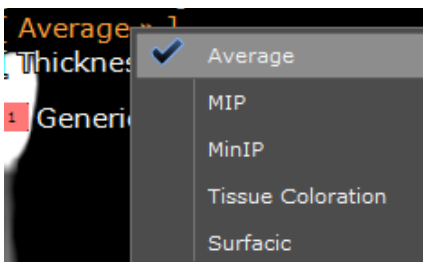 [ Average » ]
Average
Thicknes
MIP
1 Generi
MinIP
Tissue Coloration
Surfacic